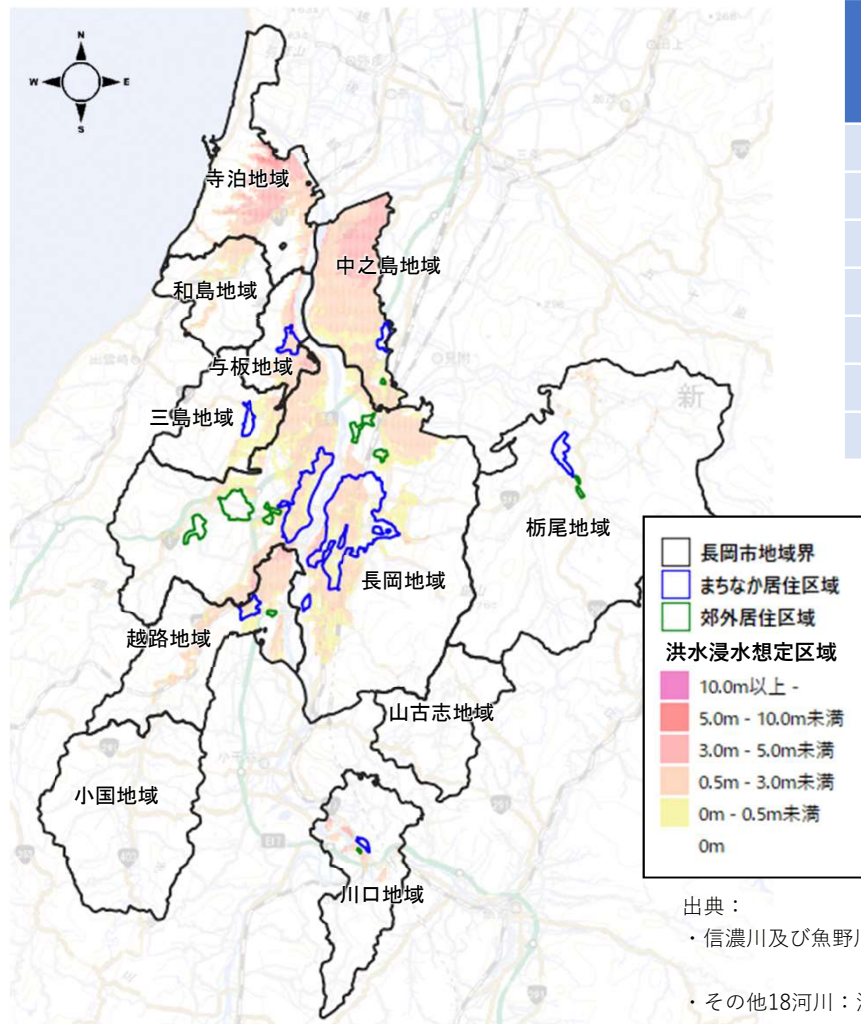 N
W E
S
寺泊地域
中之島地域
和島地域
与板地域
三島地域
新
栃尾地域
長岡地域
越路地域
山古志地域
小国地域
川口地域
長岡市地域界
まちなか居住区域
郊外居住区域
洪水浸水想定区域
10.0m以上 -
5.0m - 10.0m未満
3.0m - 5.0m未満
0.5m - 3.0m未満
0m - 0.5m未満
0m
出典：
・信濃川及び魚野川
・その他18河川：